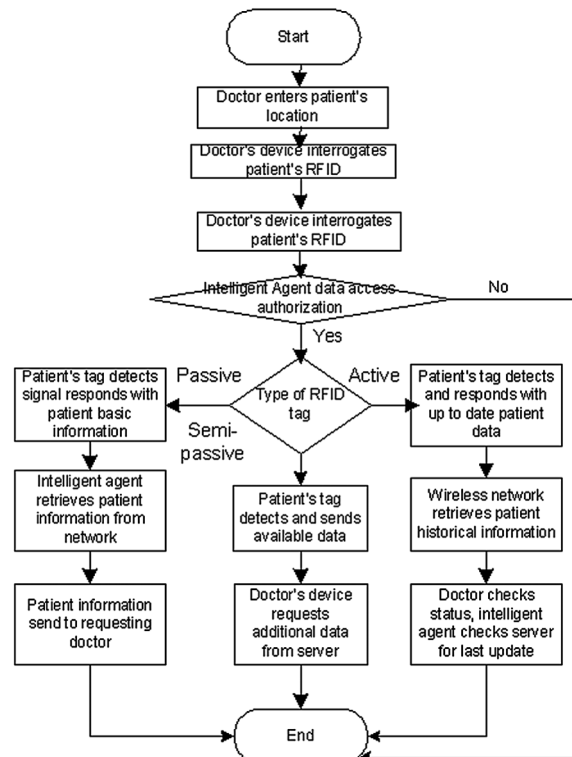 Start
Doctor enters patient's
location
Doctor's device interrogates
patient's RFID
Doctor's device interrogates
patient's RFID
Intelligent Agent data access
authorization
No
Yes
Passive
Type of RFID
tag
Active
Semi-
passive
Patient's tag detects
signal responds with
patient basic
information
Patient's tag detects
and responds with
up to date patient
data
Intelligent agent
retrieves patient
information from
network
Patient's tag
detects and sends
available data
Wireless network
retrieves patient
historical information
Patient information
send to requesting
doctor
Doctor's device
requests
additional data
from server
Doctor checks
status, intelligent
agent checks server
for last update
End